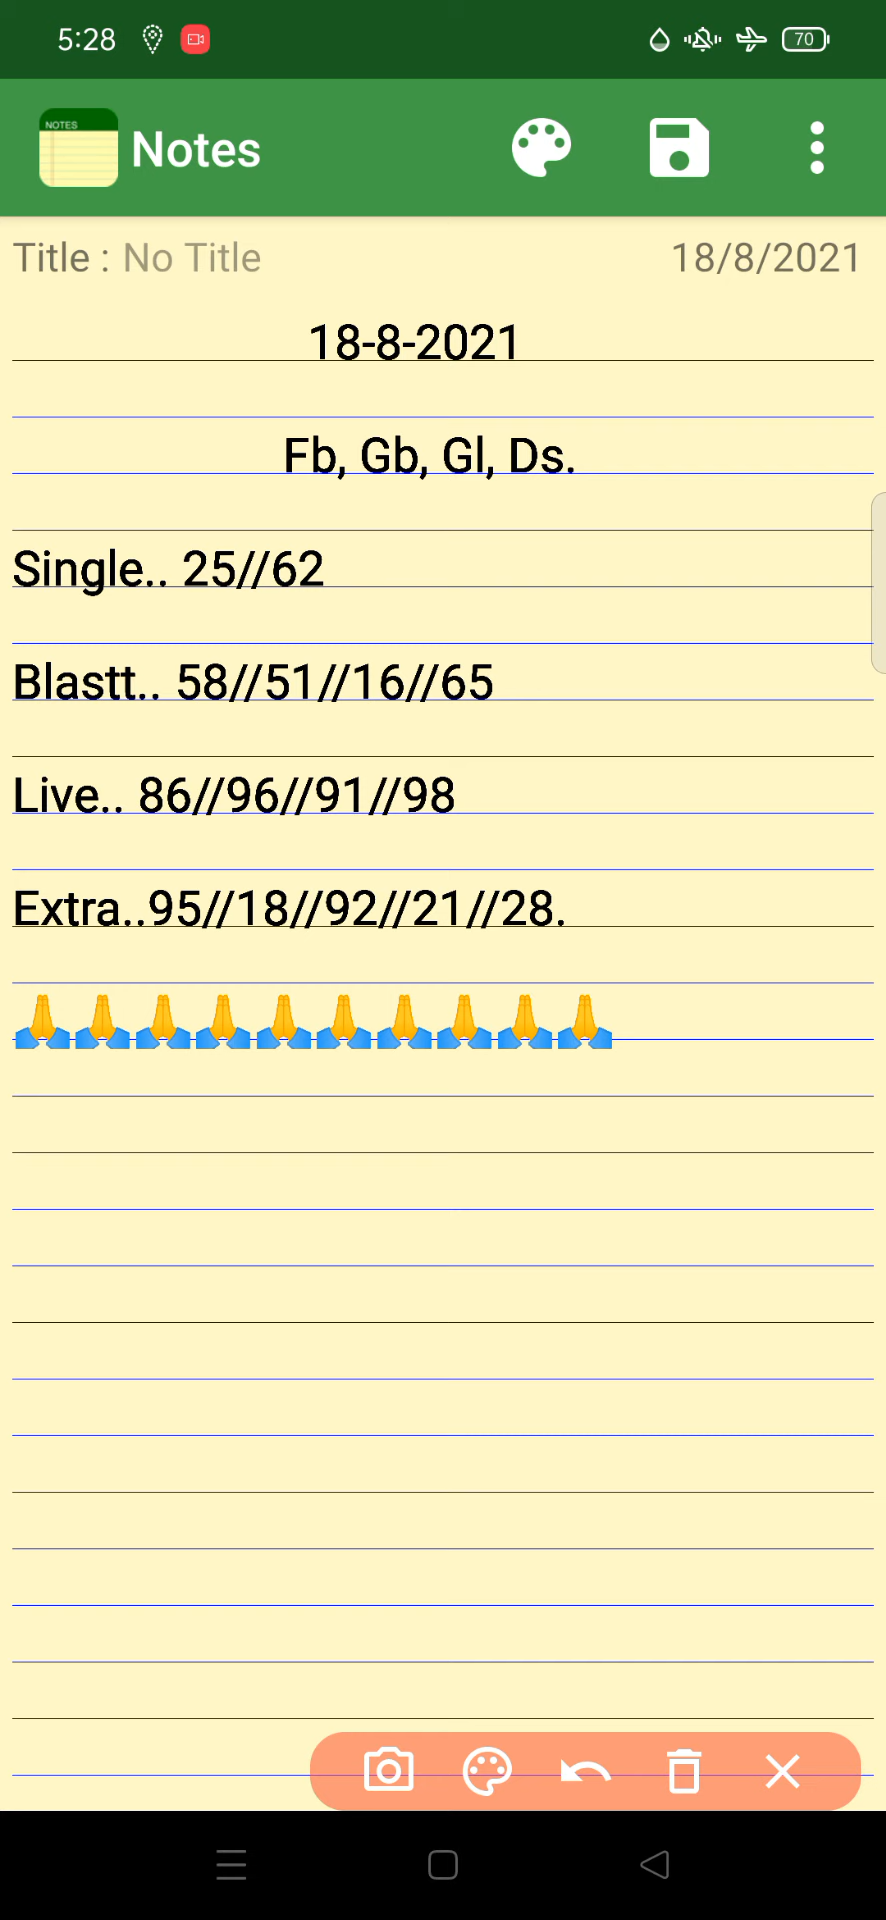 5:28 70
NOTES
Notes
Title : No Title 18/8/2021
18-8-2021
Fb, Gb, Gl, Ds.
Single.. 25//62
Blastt.. 58//51//16//65
Live.. 86//96//91//98
Extra..95//18//92//21//28.
🙏🙏🙏🙏🙏🙏🙏🙏🙏🙏